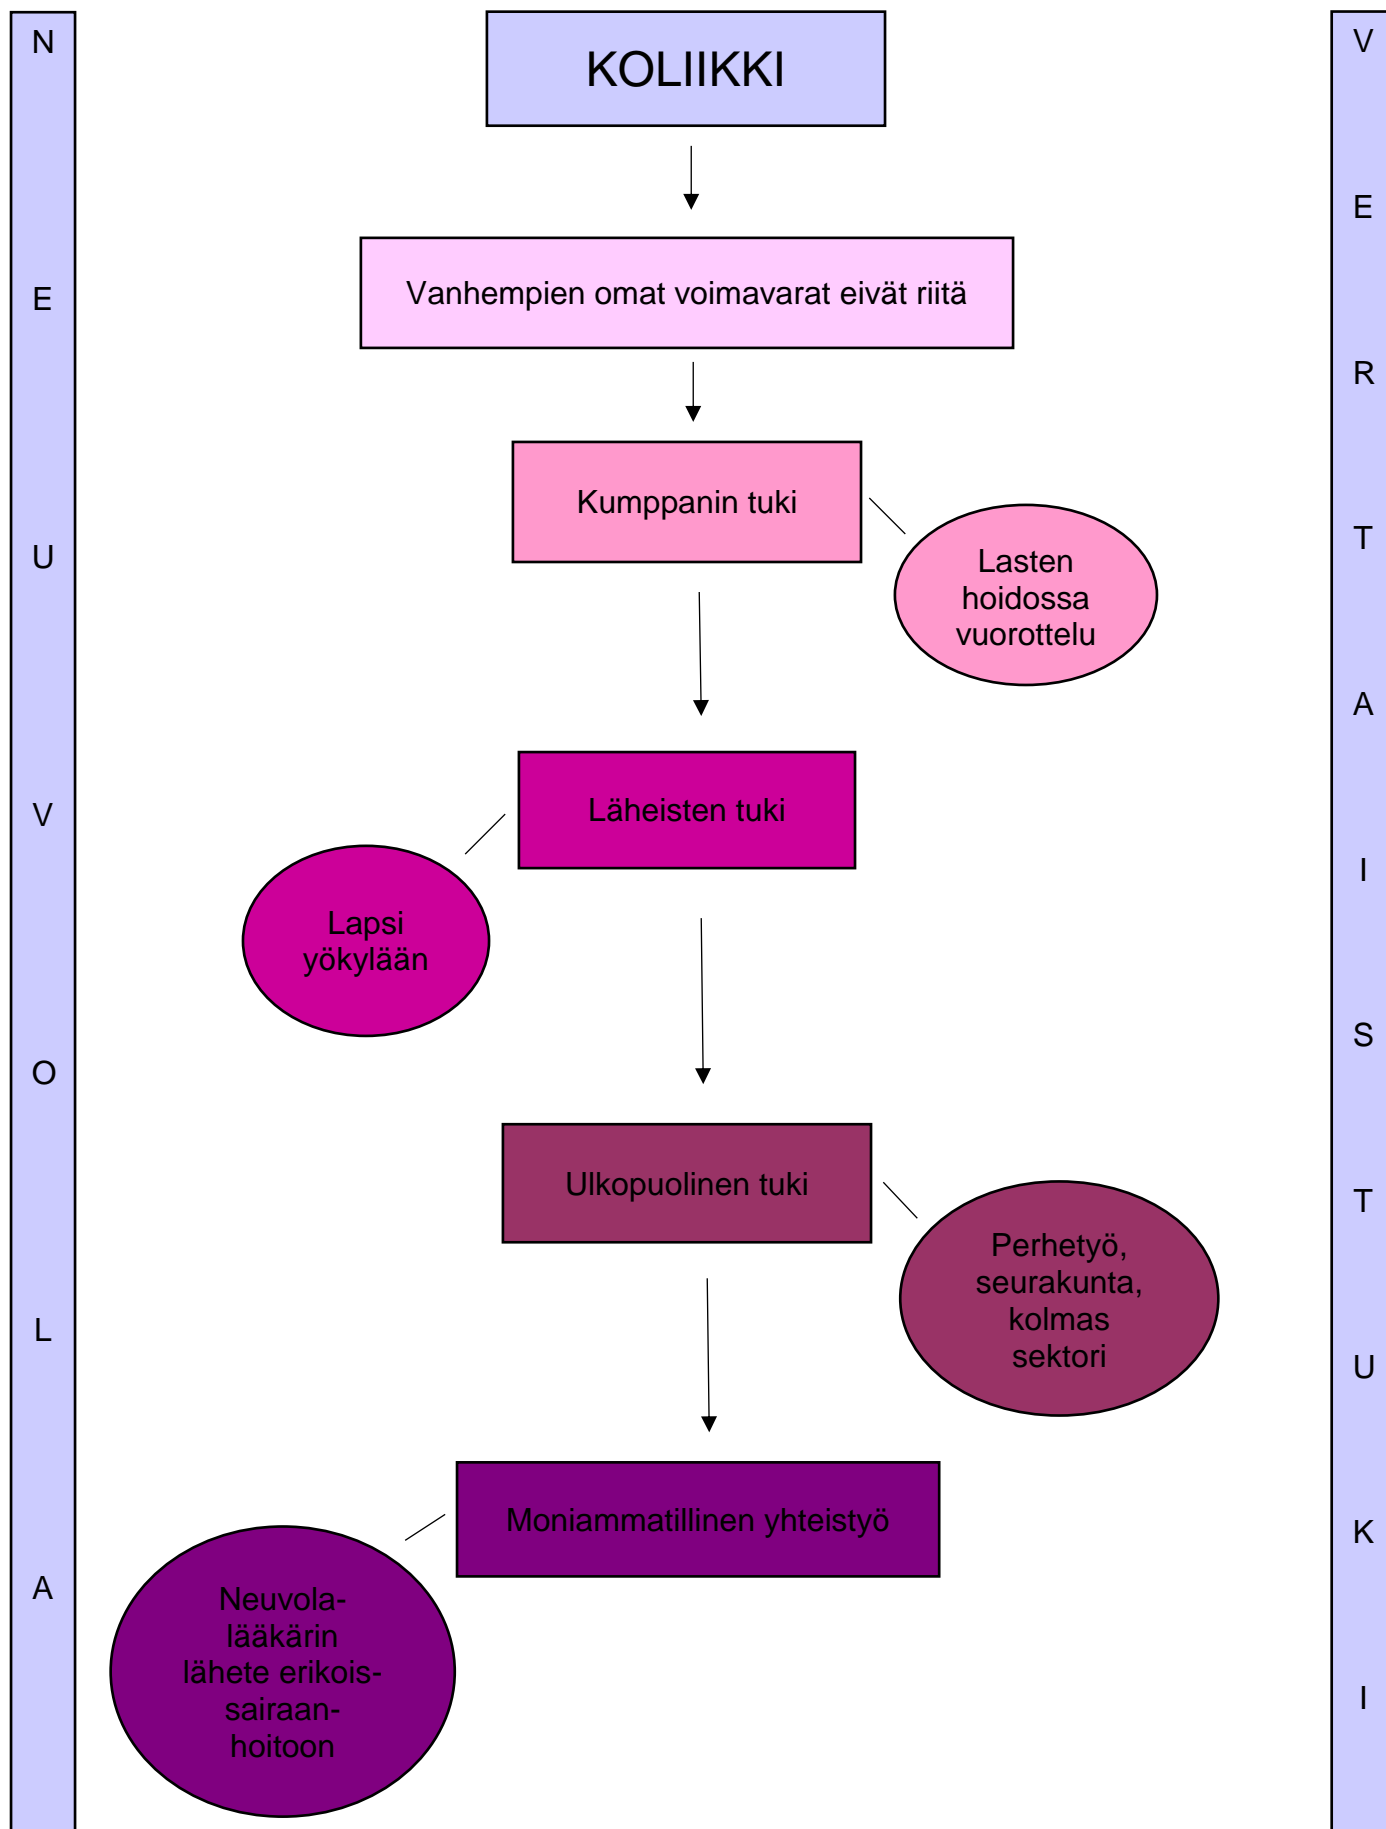 N
E
U
V
O
L
A
KOLIIKKI
Vanhempien omat voimavarat eivät riitä
Kumppanin tuki
Lasten
hoidossa
vuorottelu
Läheisten tuki
Lapsi
yökylään
Ulkopuolinen tuki
Perhetyö,
seurakunta,
kolmas
sektori
Moniammatillinen yhteistyö
Neuvola-
lääkärin
lähete erikois-
sairaan-
hoitoon
V
E
R
T
A
I
S
T
U
K
I